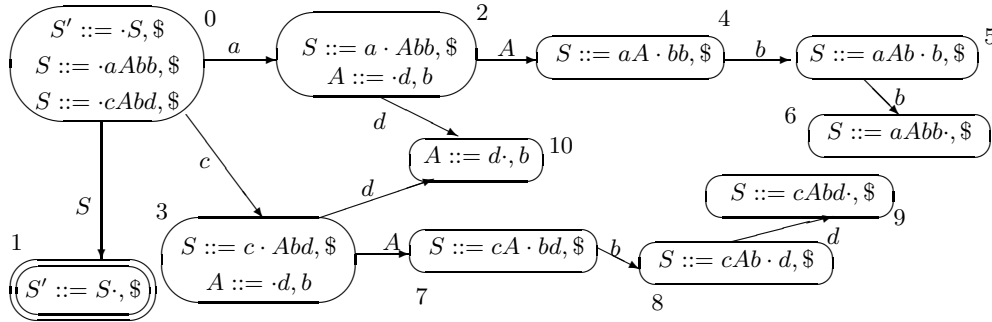 0
S′ ::= ·S, $
S ::= ·aAbb, $
S ::= ·cAbd, $
a
2
S ::= a · Abb, $
A ::= ·d, b
A
4
S ::= aA · bb, $
b
5
S ::= aAb · b, $
b
6
S ::= aAbb·, $
d
10
A ::= d·, b
c
d
S
3
S ::= c · Abd, $
A ::= ·d, b
A
7
S ::= cA · bd, $
b
8
S ::= cAb · d, $
d
9
S ::= cAbd·, $
1
S′ ::= S·, $